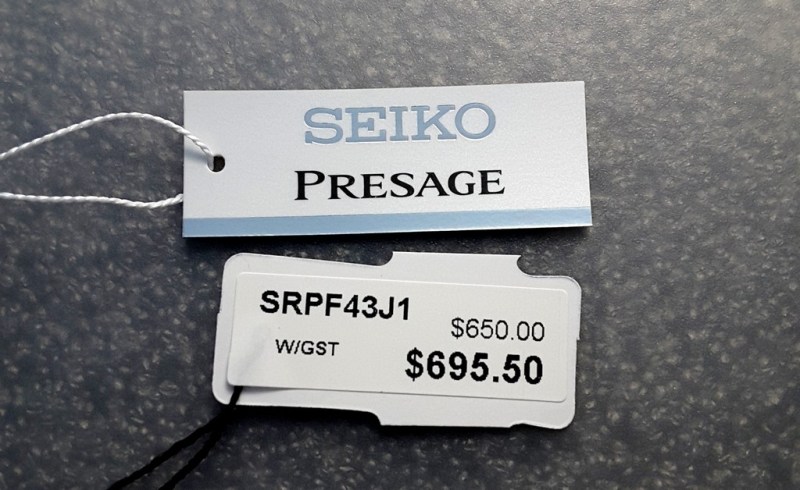 SEIKO
PRESAGE
SRPF43J1
$650.00
W/GST
$695.50